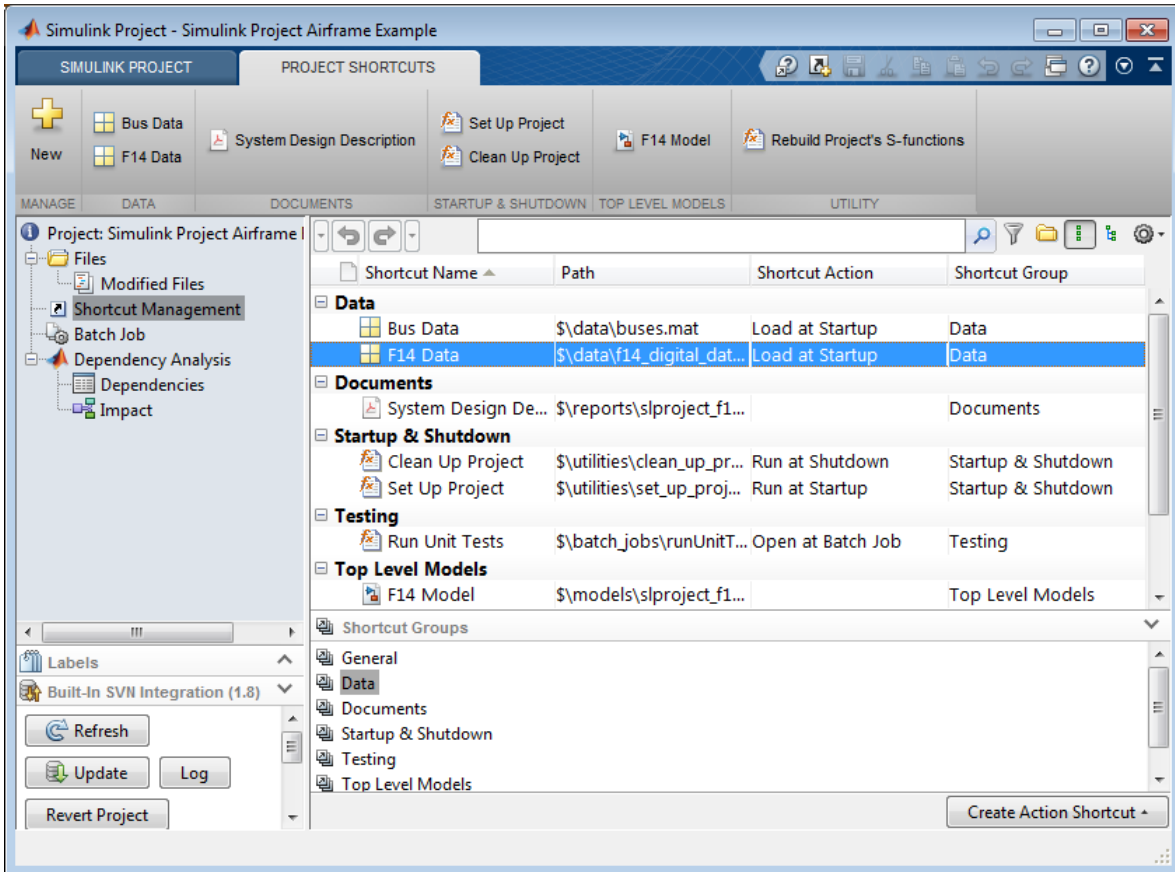 Simulink Project - Simulink Project Airframe Example
SIMULINK PROJECT
PROJECT SHORTCUTS
New
Bus Data
F14 Data
System Design Description
Set Up Project
Clean Up Project
F14 Model
Rebuild Project's S-functions
MANAGE
DATA
DOCUMENTS
STARTUP & SHUTDOWN
TOP LEVEL MODELS
UTILITY
Project: Simulink Project Airframe
Files
Modified Files
Shortcut Management
Batch Job
Dependency Analysis
Dependencies
Impact
Labels
Built-In SVN Integration (1.8)
Refresh
Update
Log
Revert Project
Shortcut Name Path Shortcut Action Shortcut Group
Data
Bus Data $\data\buses.mat Load at Startup Data
F14 Data $\data\f14_digital_dat... Load at Startup Data
Documents
System Design De... $\reports\slproject_f1... Documents
Startup & Shutdown
Clean Up Project $\utilities\clean_up_pr... Run at Shutdown Startup & Shutdown
Set Up Project $\utilities\set_up_proj... Run at Startup Startup & Shutdown
Testing
Run Unit Tests $\batch_jobs\runUnitT... Open at Batch Job Testing
Top Level Models
F14 Model $\models\slproject_f1... Top Level Models
Shortcut Groups
General
Data
Documents
Startup & Shutdown
Testing
Top Level Models
Create Action Shortcut